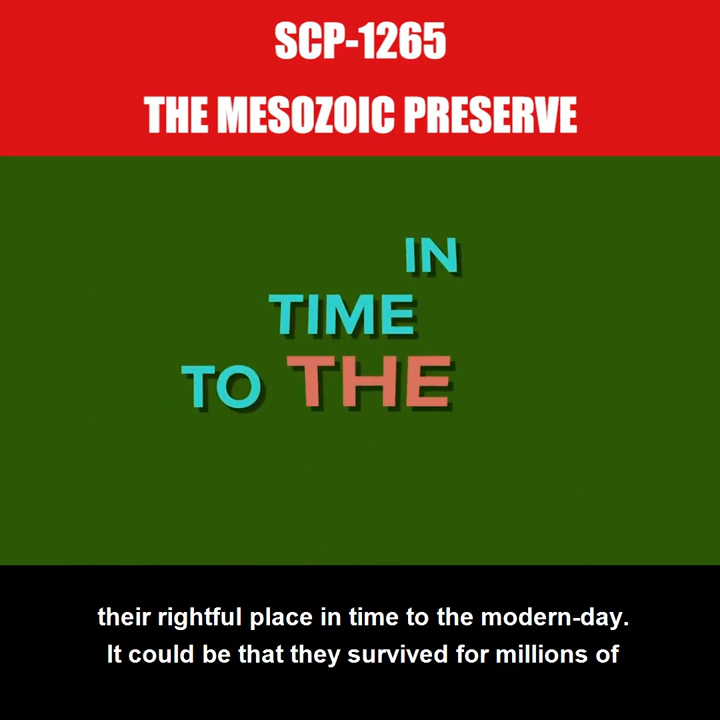 SCP-1265
THE MESOZOIC PRESERVE
IN
TIME
TO THE
their rightful place in time to the modern-day.
It could be that they survived for millions of